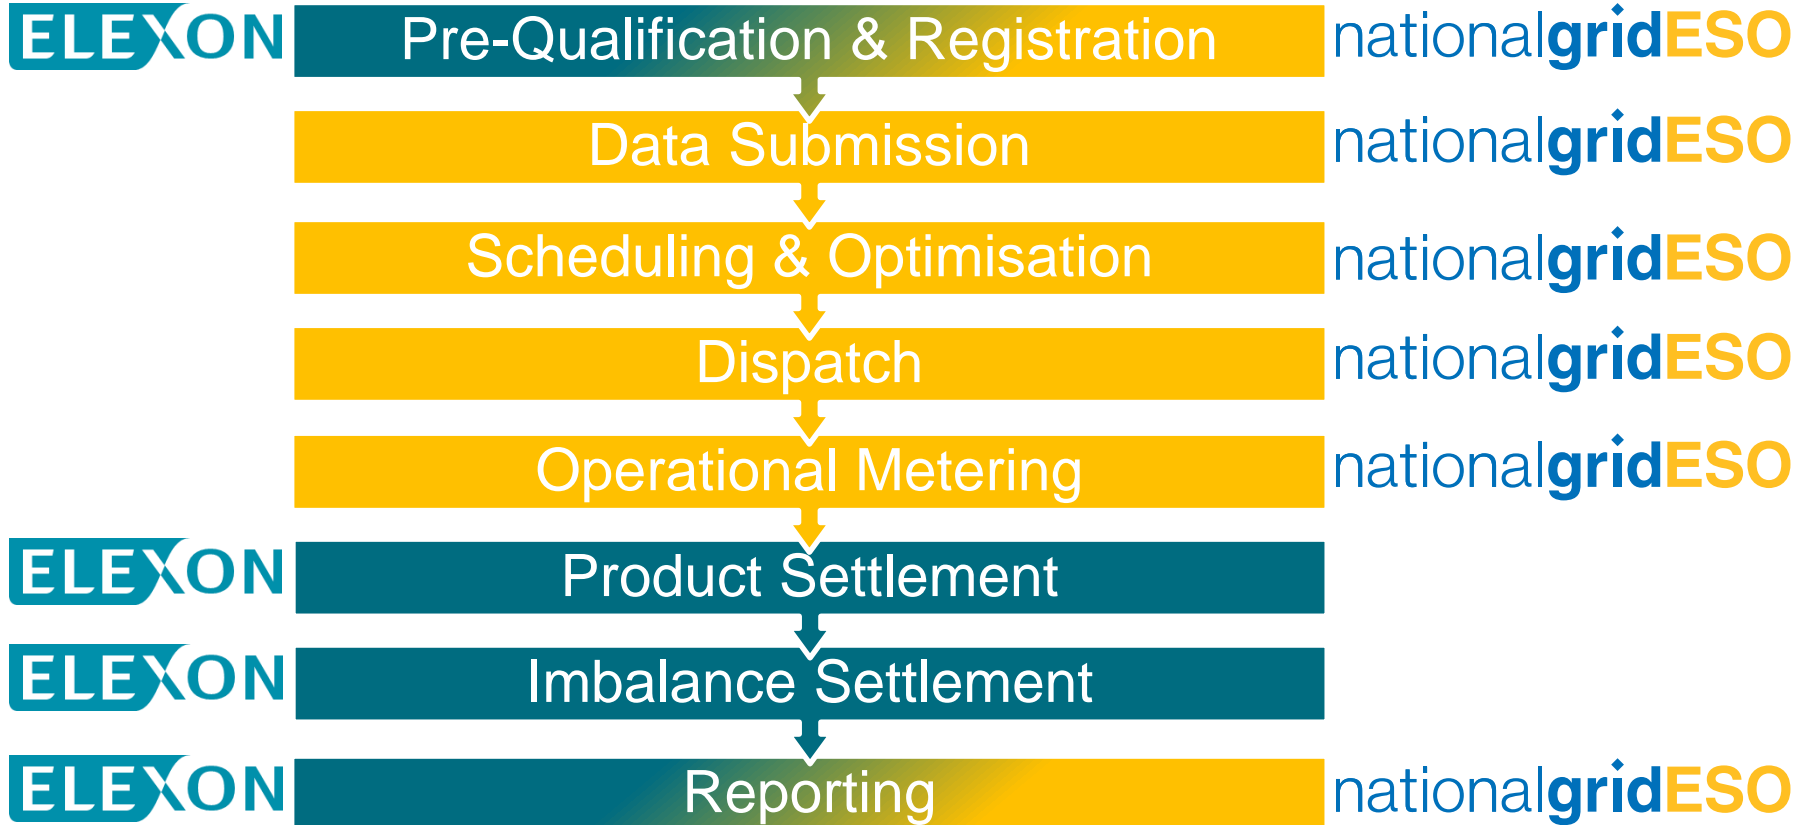 ELEXON Pre-Qualification & Registration nationalgridESO
Data Submission nationalgridESO
Scheduling & Optimisation nationalgridESO
Dispatch nationalgridESO
Operational Metering nationalgridESO
ELEXON Product Settlement
ELEXON Imbalance Settlement
ELEXON Reporting nationalgridESO